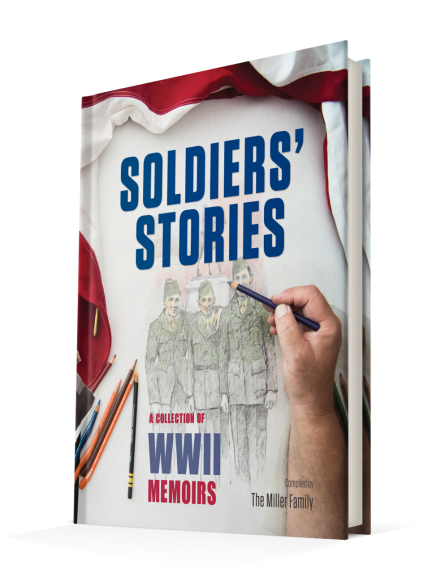 SOLDIERS'
STORIES
A COLLECTION OF
WWII
MEMOIRS
Compiled by
The Miller Family